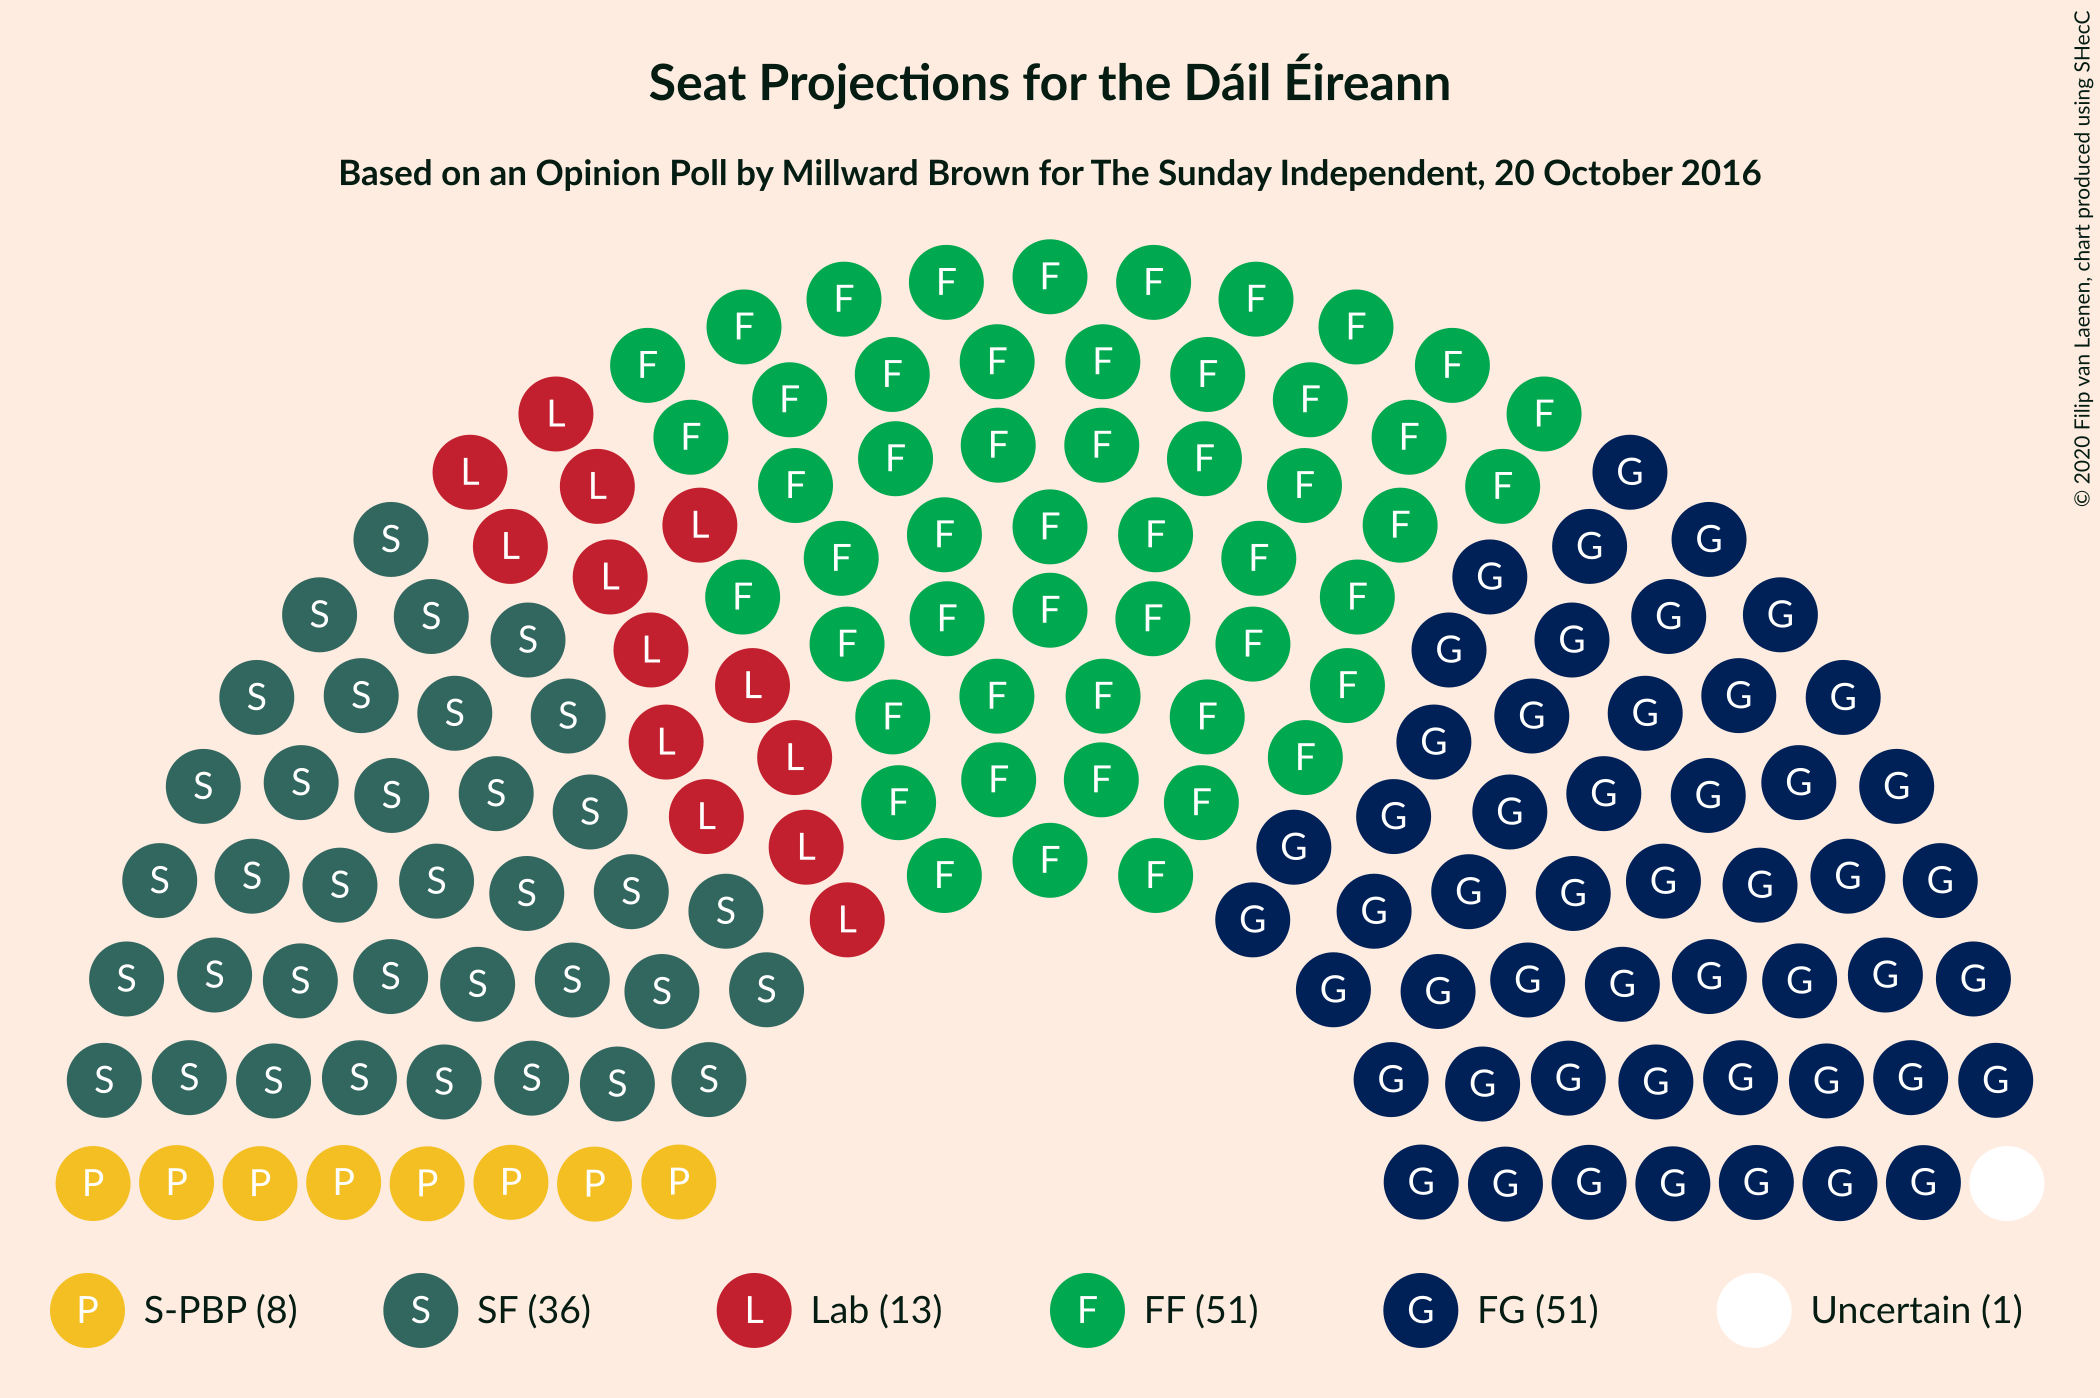 Seat Projections for the Dáil Éireann
Based on an Opinion Poll by Millward Brown for The Sunday Independent, 20 October 2016
© 2020 Filip van Laenen, chart produced using SHecC
F F F F F
F F F F
F F F F F F
F F F F
L F F F F F F L
L F F F F F F G
L L F F F F G
S L L F F F F F G G G
S S S L F F F F F G G G G
S S S S L L F F F F F F G G G G G
S S S S S L L F F F F F F G G G G G G
S S S S S S S L L F F F G G G G G G G G
S S S S S S S S G G G G G G G G
S S S S S S S S G G G G G G G G
P P P P P P P P G G G G G G G
P S-PBP (8) S SF (36) L Lab (13) F FF (51) G FG (51) Uncertain (1)